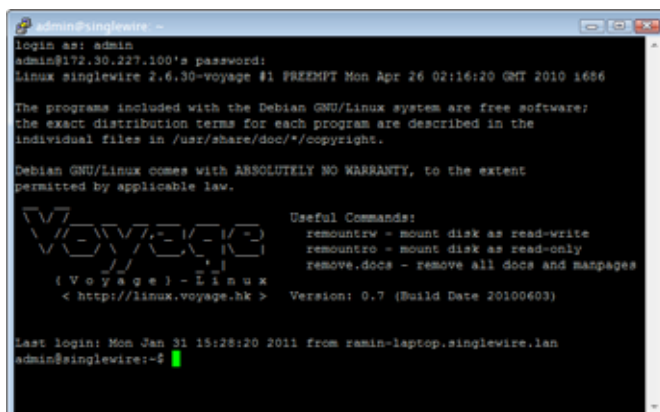 admin@singlewire: ~
login as: admin
admin@172.30.227.100's password:
Linux singlewire 2.6.30-voyage #1 PREEMPT Mon Apr 26 02:16:20 GMT 2010 i686
The programs included with the Debian GNU/Linux system are free software;
the exact distribution terms for each program are described in the
individual files in /usr/share/doc/*/copyright.
Debian GNU/Linux comes with ABSOLUTELY NO WARRANTY, to the extent
permitted by applicable law.
Voyage
{ V o y a g e } - L i n u x
< http://linux.voyage.hk >
Useful Commands:
remountrw - mount disk as read-write
remountro - mount disk as read-only
remove.docs - remove all docs and manpages
Version: 0.7 (Build Date 20100603)
Last login: Mon Jan 31 15:28:20 2011 from ramin-laptop.singlewire.lan
admin@singlewire:~$